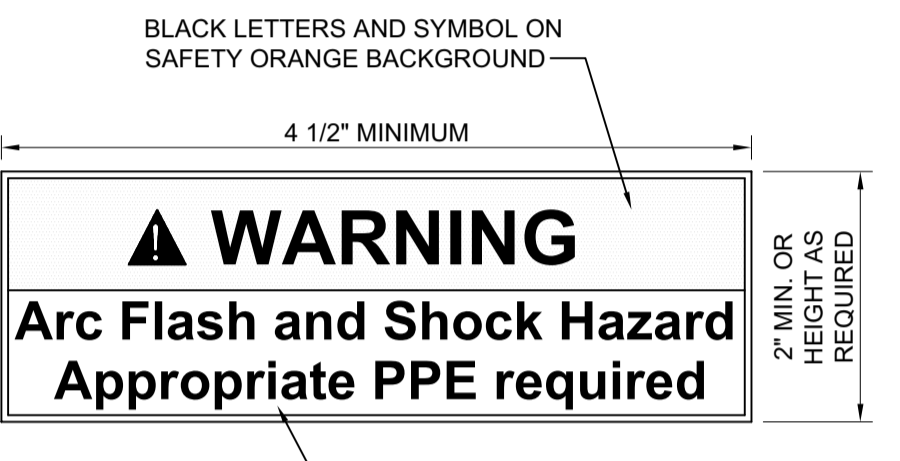 BLACK LETTERS AND SYMBOL ON
SAFETY ORANGE BACKGROUND
4 1/2" MINIMUM
WARNING
Arc Flash and Shock Hazard
Appropriate PPE required
2" MIN. OR
HEIGHT AS
REQUIRED